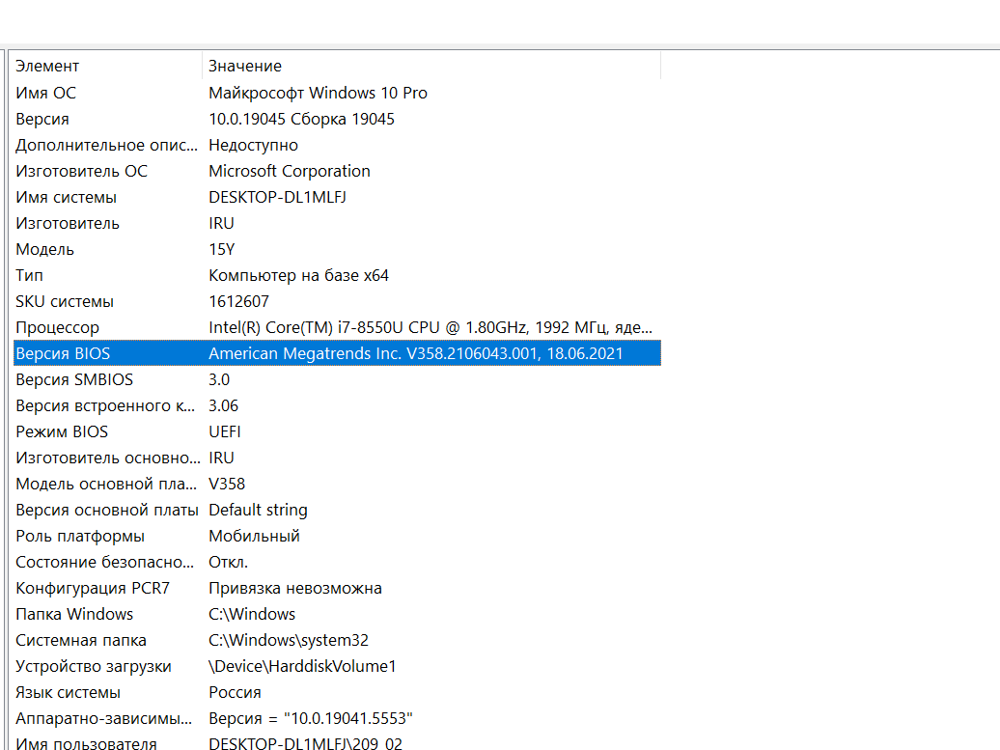 Элемент Значение
Имя ОС Майкрософт Windows 10 Pro
Версия 10.0.19045 Сборка 19045
Дополнительное опис... Недоступно
Изготовитель ОС Microsoft Corporation
Имя системы DESKTOP-DL1MLFJ
Изготовитель IRU
Модель 15Y
Тип Компьютер на базе x64
SKU системы 1612607
Процессор Intel(R) Core(TM) i7-8550U CPU @ 1.80GHz, 1992 МГц, яде...
Версия BIOS American Megatrends Inc. V358.2106043.001, 18.06.2021
Версия SMBIOS 3.0
Версия встроенного к... 3.06
Режим BIOS UEFI
Изготовитель основно... IRU
Модель основной пла... V358
Версия основной платы Default string
Роль платформы Мобильный
Состояние безопасно... Откл.
Конфигурация PCR7 Привязка невозможна
Папка Windows C:\Windows
Системная папка C:\Windows\system32
Устройство загрузки \Device\HarddiskVolume1
Язык системы Россия
Аппаратно-зависимы... Версия = "10.0.19041.5553"
Имя пользователя DESKTOP-DL1MLFJ\209_02